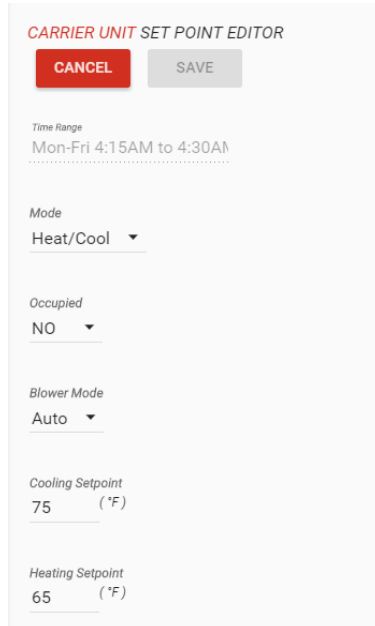 CARRIER UNIT SET POINT EDITOR
CANCEL SAVE
Time Range
Mon-Fri 4:15AM to 4:30AM
Mode
Heat/Cool
Occupied
NO
Blower Mode
Auto
Cooling Setpoint
75 (°F)
Heating Setpoint
65 (°F)